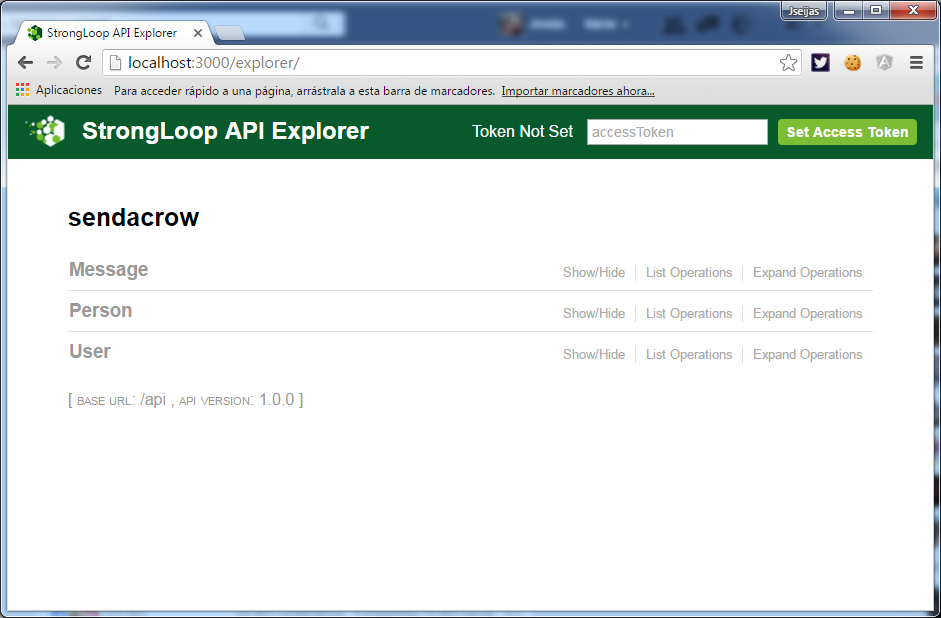 Jseijas
StrongLoop API Explorer
localhost:3000/explorer/
Aplicaciones Para acceder rápido a una página, arrástrala a esta barra de marcadores. Importar marcadores ahora...
StrongLoop API Explorer Token Not Set accessToken Set Access Token
sendacrow
Message Show/Hide List Operations Expand Operations
Person Show/Hide List Operations Expand Operations
User Show/Hide List Operations Expand Operations
[ BASE URL: /api , API VERSION: 1.0.0 ]